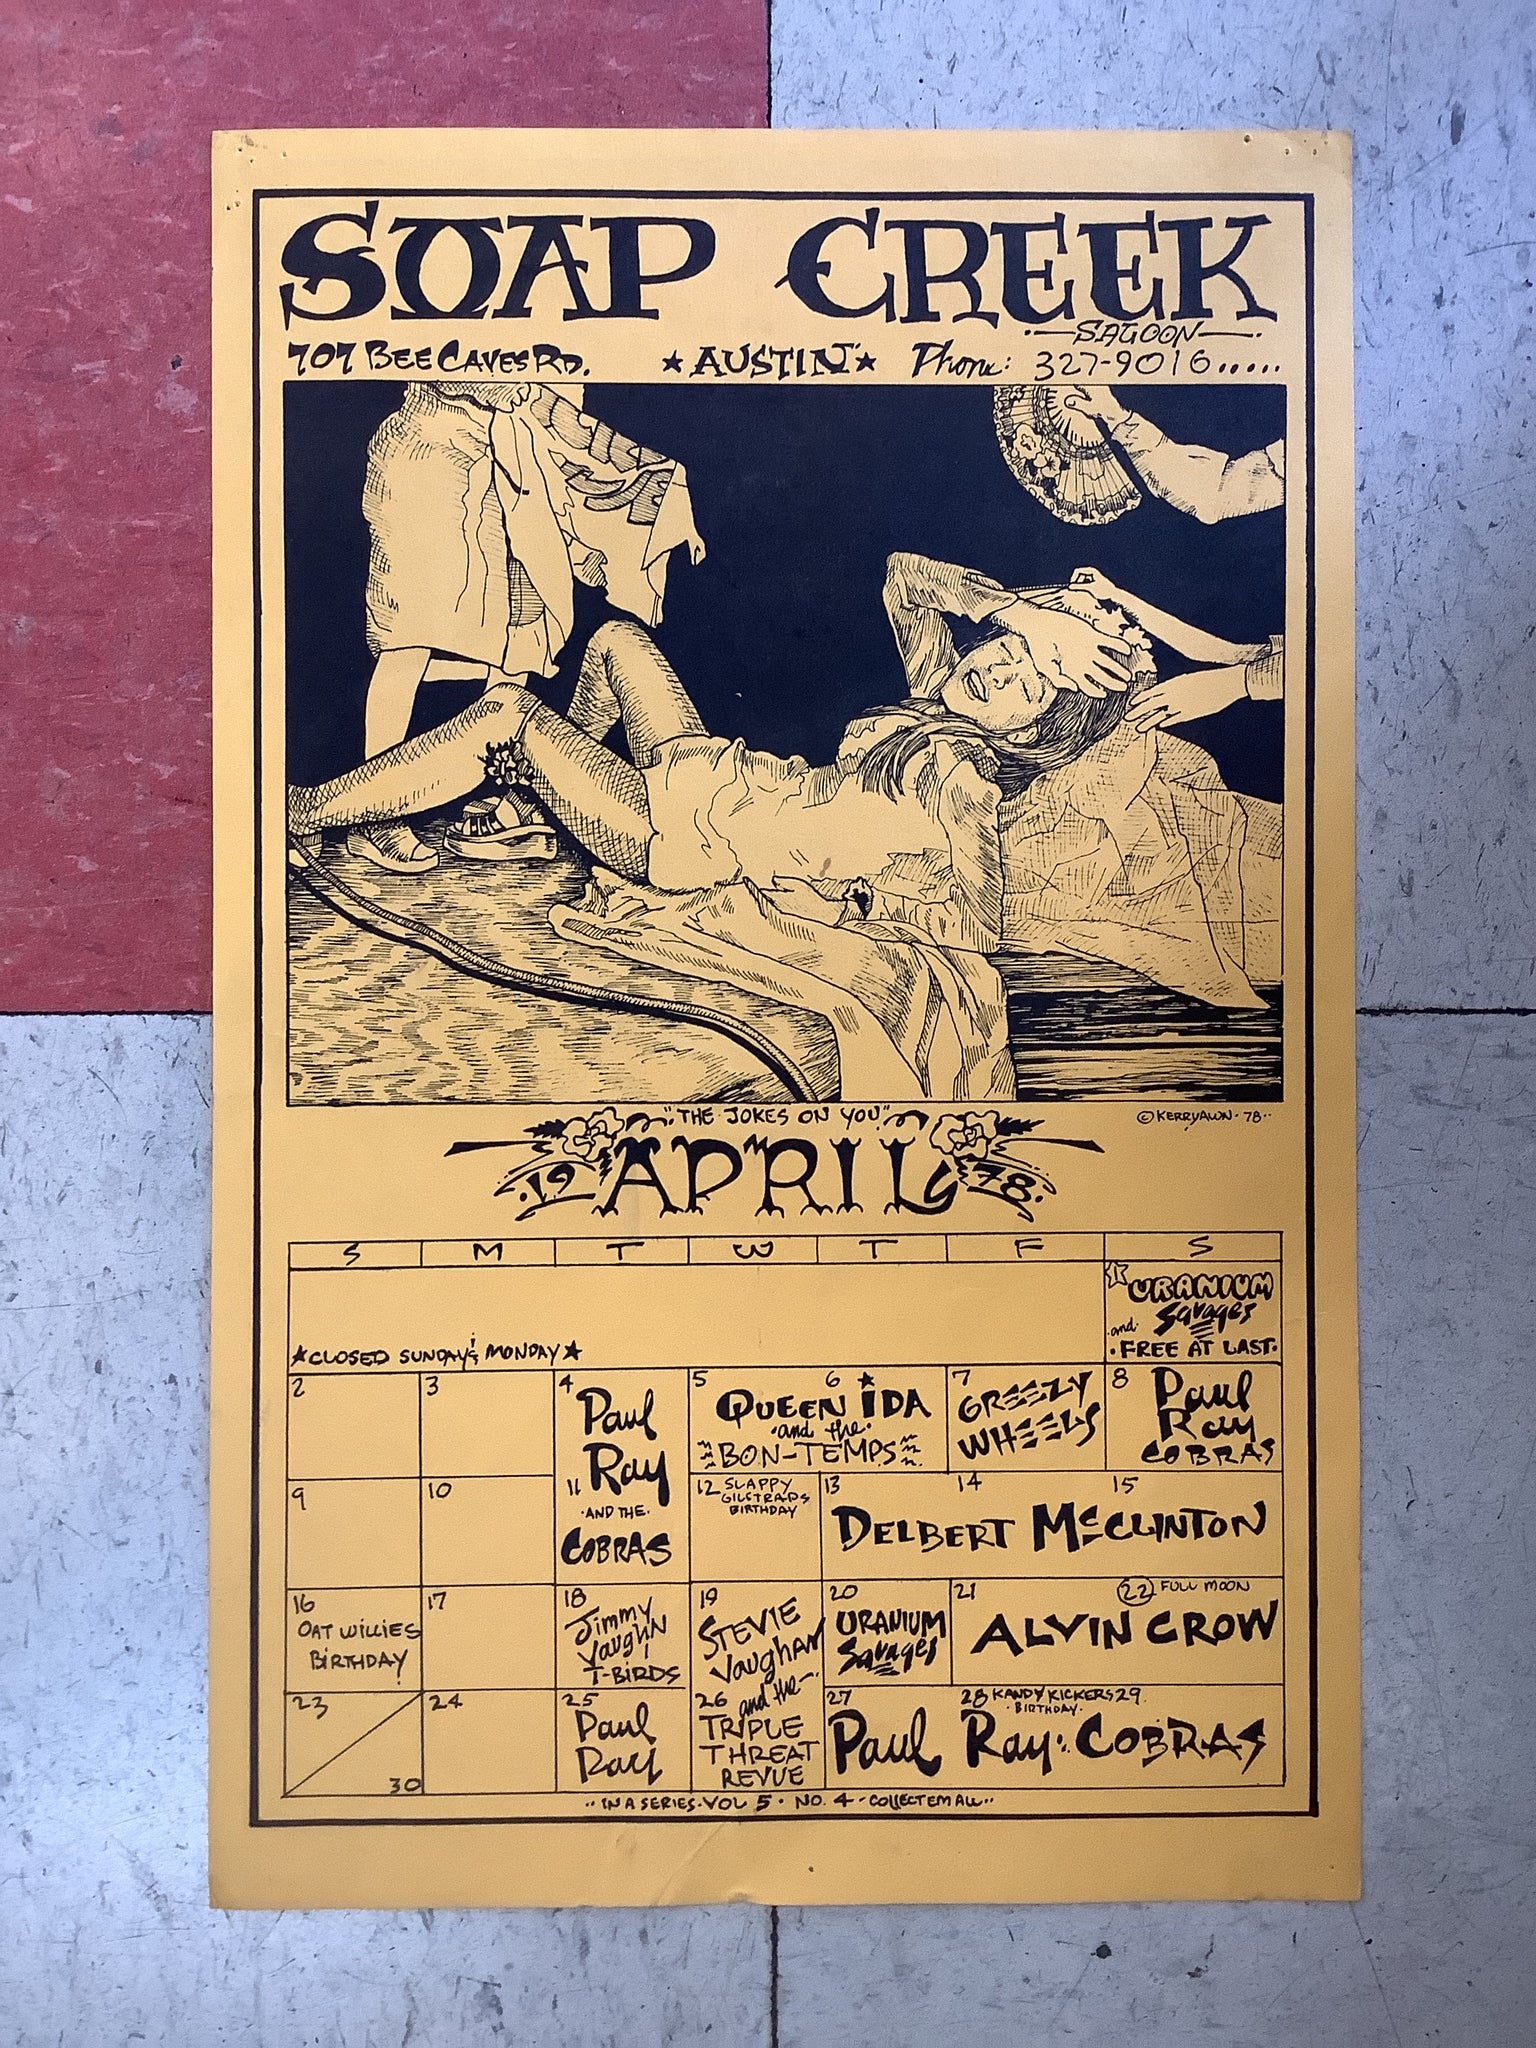 SOAP CREEK
SALOON
707 BEE CAVES RD. ★AUSTIN★ Phone: 327-9016.....
"THE JOKES ON YOU"
©KERRY AWN-78
19 APRIL 78
S M T W T F S
1 URANIUM
Savages
and
FREE AT LAST
★CLOSED SUNDAY & MONDAY★
2 3 4 5 6 7 8
Paul
Ray
AND THE
COBRAS
QUEEN IDA
and the
BON-TEMPS
GREEZY
WHEELS
Paul
Ray
COBRAS
9 10 11 12 13 14 15
SLAPPY
GILSTRAPS
BIRTHDAY
DELBERT McCLINTON
16 17 18 19 20 21 22 FULL MOON
OAT WILLIES
BIRTHDAY
Jimmy
Vaughn
T-BIRDS
STEVIE
Vaughan
and the
TRIPLE
THREAT
REVUE
URANIUM
Savages
ALVIN CROW
23 30 24 25 26 27 28 29
KANDY KICKERS
BIRTHDAY
Paul
Ray
Paul Ray: COBRAS
IN A SERIES·VOL 5 · NO. 4 - COLLECT EM ALL